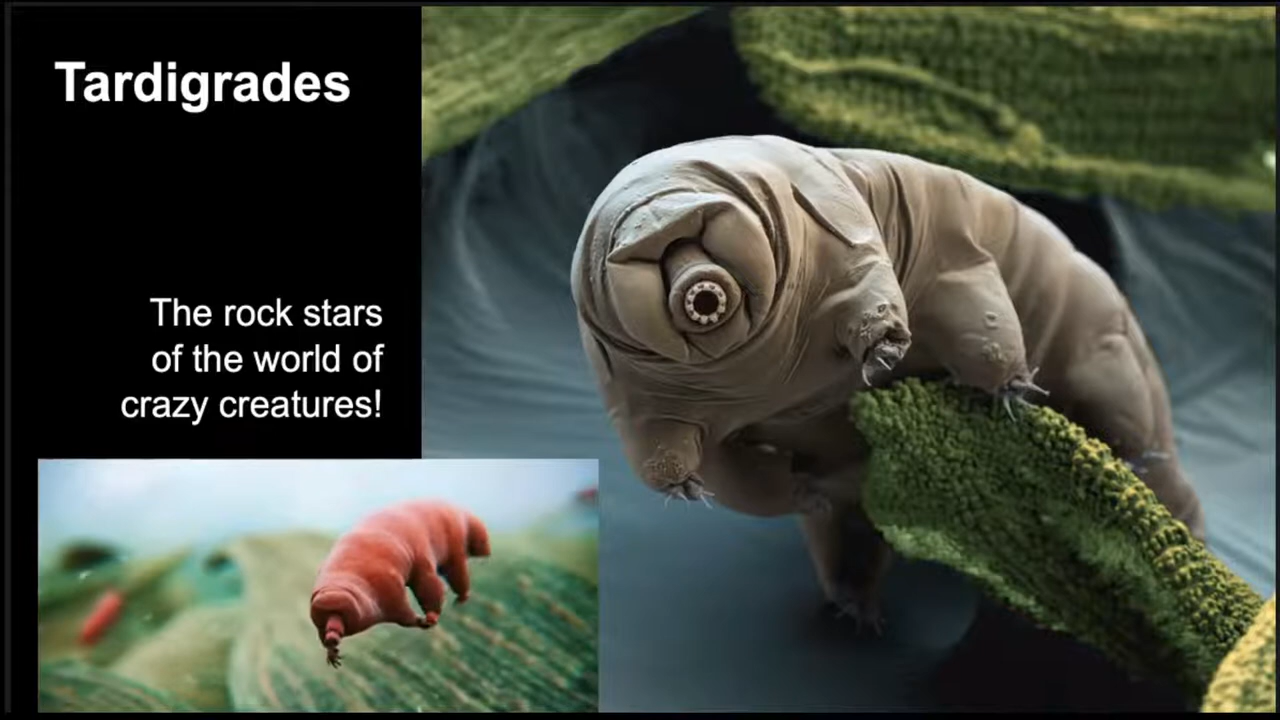 Tardigrades
The rock stars
of the world of
crazy creatures!